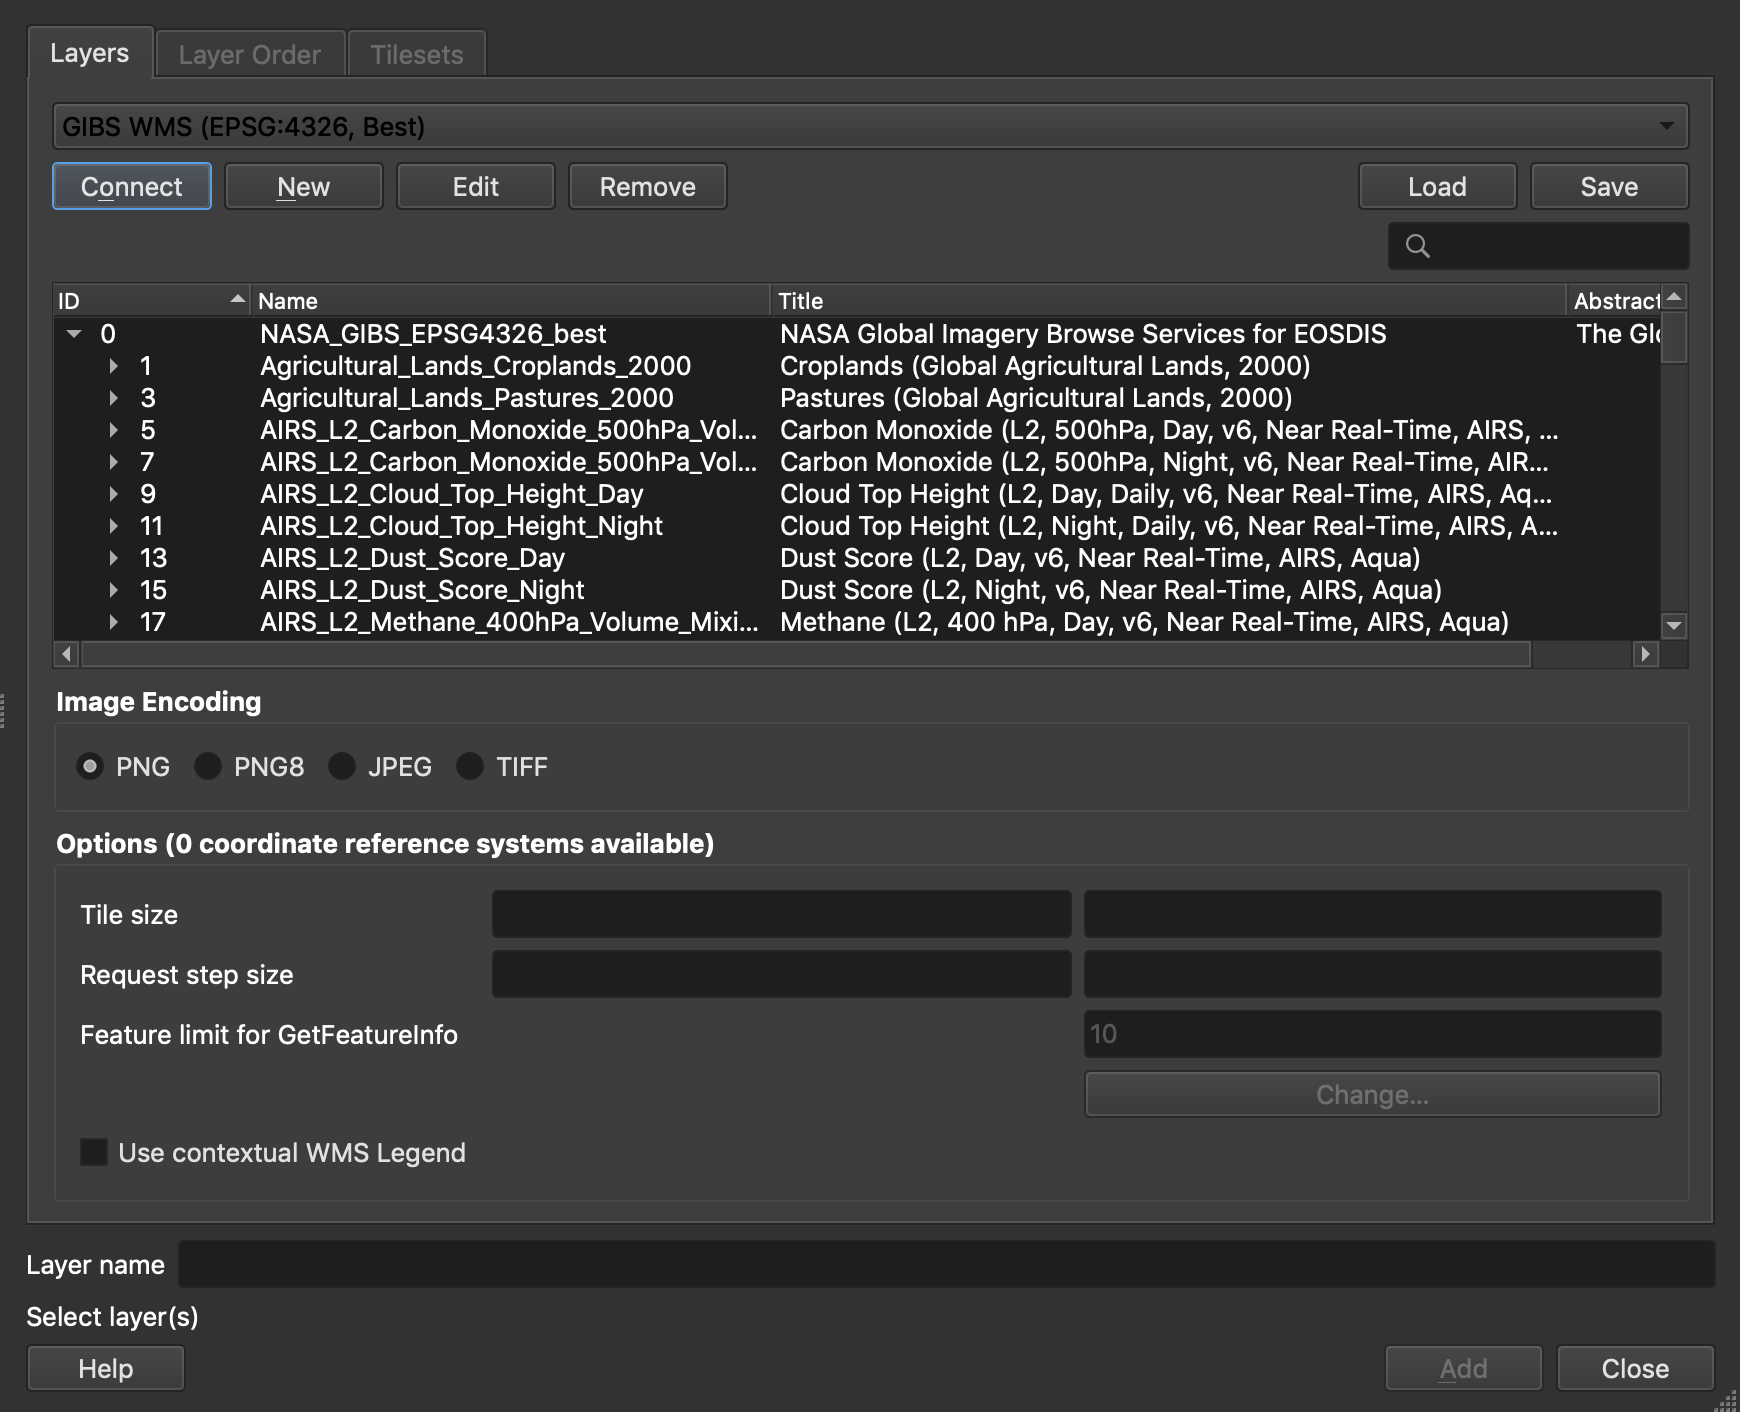 Layers Layer Order Tilesets
GIBS WMS (EPSG:4326, Best)
Connect New Edit Remove Load Save
ID Name Title Abstract
0 NASA_GIBS_EPSG4326_best NASA Global Imagery Browse Services for EOSDIS The Glo
1 Agricultural_Lands_Croplands_2000 Croplands (Global Agricultural Lands, 2000)
3 Agricultural_Lands_Pastures_2000 Pastures (Global Agricultural Lands, 2000)
5 AIRS_L2_Carbon_Monoxide_500hPa_Vol... Carbon Monoxide (L2, 500hPa, Day, v6, Near Real-Time, AIRS, ...
7 AIRS_L2_Carbon_Monoxide_500hPa_Vol... Carbon Monoxide (L2, 500hPa, Night, v6, Near Real-Time, AIR...
9 AIRS_L2_Cloud_Top_Height_Day Cloud Top Height (L2, Day, Daily, v6, Near Real-Time, AIRS, Aq...
11 AIRS_L2_Cloud_Top_Height_Night Cloud Top Height (L2, Night, Daily, v6, Near Real-Time, AIRS, A...
13 AIRS_L2_Dust_Score_Day Dust Score (L2, Day, v6, Near Real-Time, AIRS, Aqua)
15 AIRS_L2_Dust_Score_Night Dust Score (L2, Night, v6, Near Real-Time, AIRS, Aqua)
17 AIRS_L2_Methane_400hPa_Volume_Mixi... Methane (L2, 400 hPa, Day, v6, Near Real-Time, AIRS, Aqua)
Image Encoding
PNG PNG8 JPEG TIFF
Options (0 coordinate reference systems available)
Tile size
Request step size
Feature limit for GetFeatureInfo 10
Change...
Use contextual WMS Legend
Layer name
Select layer(s)
Help Add Close